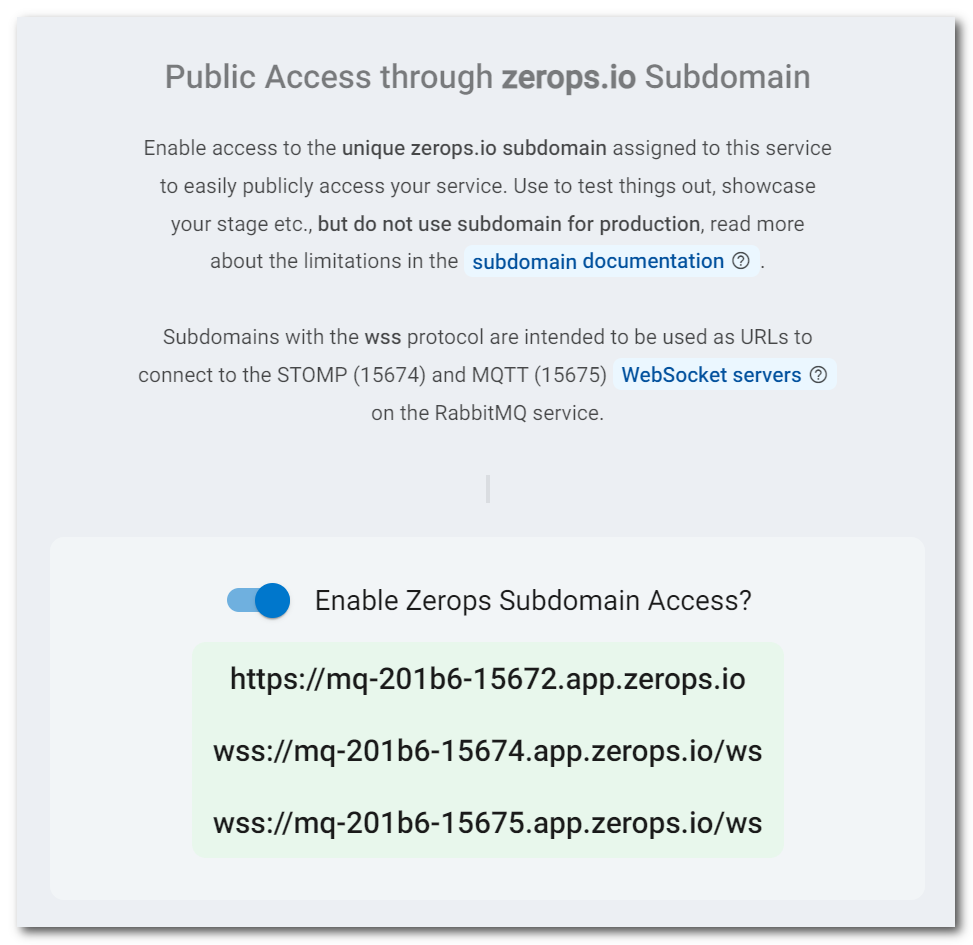 Public Access through zerops.io Subdomain
Enable access to the unique zerops.io subdomain assigned to this service
to easily publicly access your service. Use to test things out, showcase
your stage etc., but do not use subdomain for production, read more
about the limitations in the subdomain documentation ?.
Subdomains with the wss protocol are intended to be used as URLs to
connect to the STOMP (15674) and MQTT (15675) WebSocket servers ?
on the RabbitMQ service.
Enable Zerops Subdomain Access?
https://mq-201b6-15672.app.zerops.io
wss://mq-201b6-15674.app.zerops.io/ws
wss://mq-201b6-15675.app.zerops.io/ws